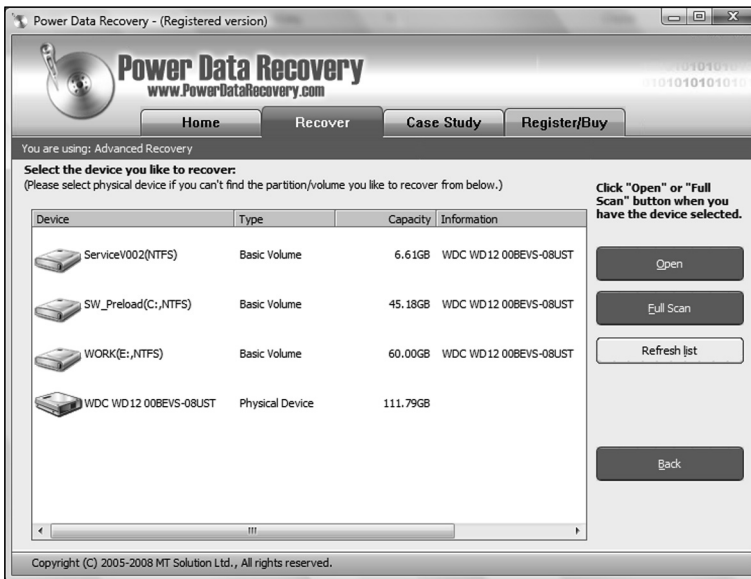 Power Data Recovery - (Registered version)
Power Data Recovery
www.PowerDataRecovery.com
Home Recover Case Study Register/Buy
You are using: Advanced Recovery
Select the device you like to recover:
(Please select physical device if you can't find the partition/volume you like to recover from below.)
Click "Open" or "Full
Scan" button when you
have the device selected.
Device Type Capacity Information
ServiceV002(NTFS) Basic Volume 6.61GB WDC WD12 00BEVS-08UST
Open
SW_Preload(C:,NTFS) Basic Volume 45.18GB WDC WD12 00BEVS-08UST
Full Scan
Refresh list
WORK(E:,NTFS) Basic Volume 60.00GB WDC WD12 00BEVS-08UST
WDC WD12 00BEVS-08UST Physical Device 111.79GB
Back
Copyright (C) 2005-2008 MT Solution Ltd., All rights reserved.